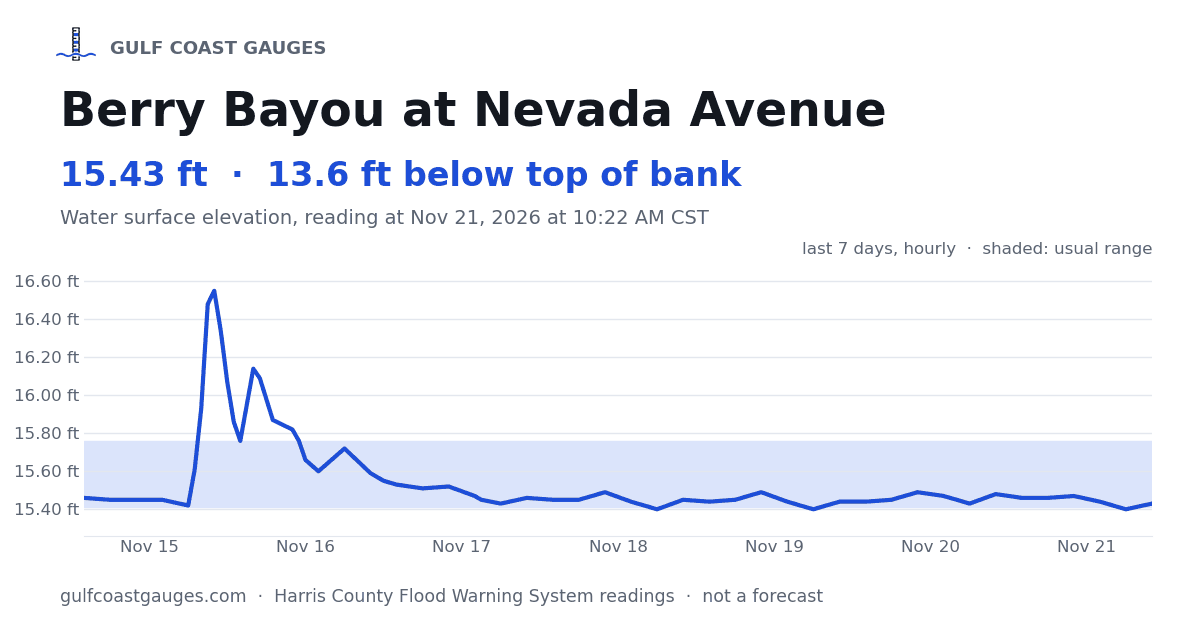 GULF COAST GAUGES
Berry Bayou at Nevada Avenue
15.43 ft · 13.6 ft below top of bank
Water surface elevation, reading at Nov 21, 2026 at 10:22 AM CST
last 7 days, hourly · shaded: usual range
16.60 ft
16.40 ft
16.20 ft
16.00 ft
15.80 ft
15.60 ft
15.40 ft
Nov 15 Nov 16 Nov 17 Nov 18 Nov 19 Nov 20 Nov 21
gulfcoastgauges.com · Harris County Flood Warning System readings · not a forecast